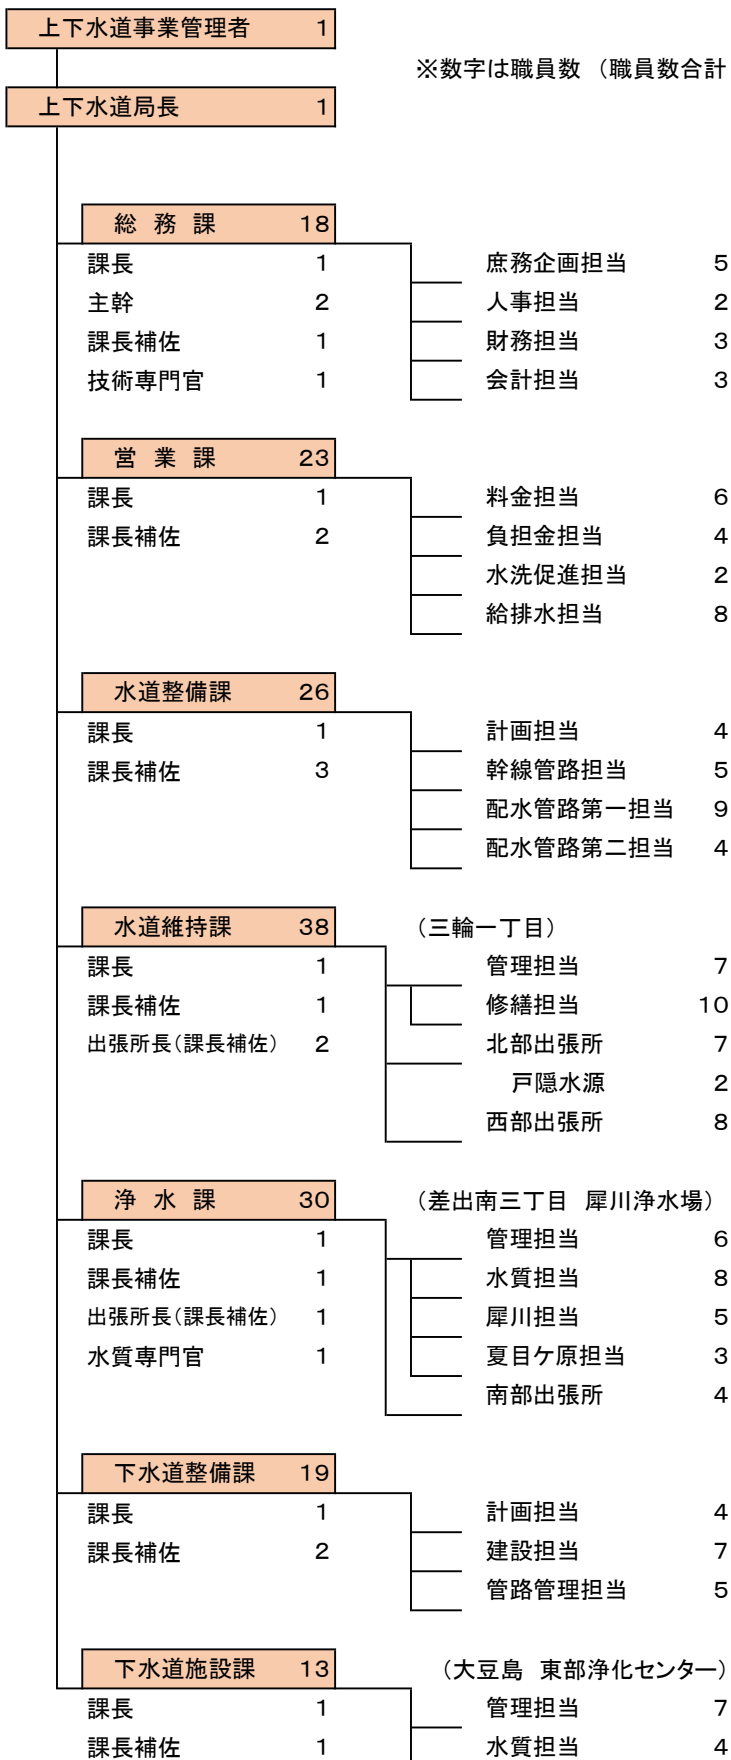 上下水道事業管理者 1
※数字は職員数 (職員数合計
上下水道局長 1
総 務 課 18
課長 1 庶務企画担当 5
主幹 2 人事担当 2
課長補佐 1 財務担当 3
技術専門官 1 会計担当 3
営 業 課 23
課長 1 料金担当 6
課長補佐 2 負担金担当 4
水洗促進担当 2
給排水担当 8
水道整備課 26
課長 1 計画担当 4
課長補佐 3 幹線管路担当 5
配水管路第一担当 9
配水管路第二担当 4
水道維持課 38 (三輪一丁目)
課長 1 管理担当 7
課長補佐 1 修繕担当 10
出張所長(課長補佐) 2 北部出張所 7
戸隠水源 2
西部出張所 8
浄 水 課 30 (差出南三丁目 犀川浄水場)
課長 1 管理担当 6
課長補佐 1 水質担当 8
出張所長(課長補佐) 1 犀川担当 5
水質専門官 1 夏目ケ原担当 3
南部出張所 4
下水道整備課 19
課長 1 計画担当 4
課長補佐 2 建設担当 7
管路管理担当 5
下水道施設課 13 (大豆島 東部浄化センター)
課長 1 管理担当 7
課長補佐 1 水質担当 4